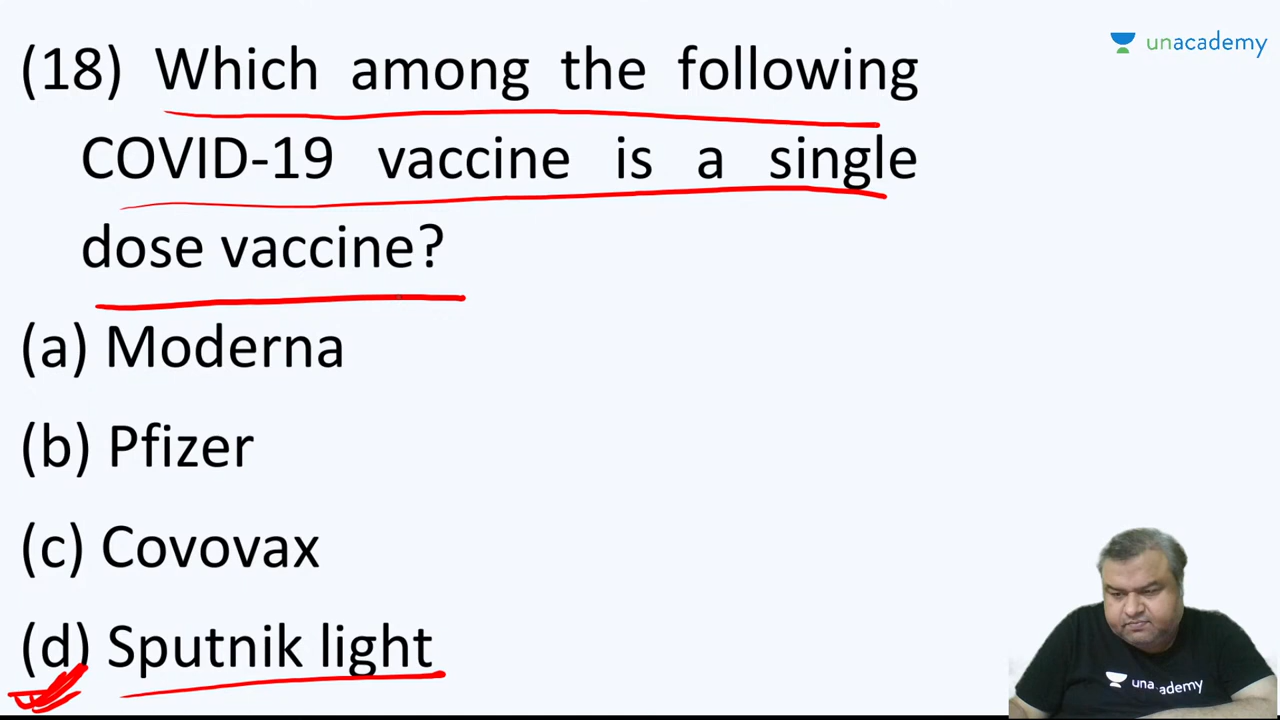 (18) Which among the following
COVID-19 vaccine is a single
dose vaccine?
(a) Moderna
(b) Pfizer
(c) Covovax
(d) Sputnik light
unacademy
unacademy